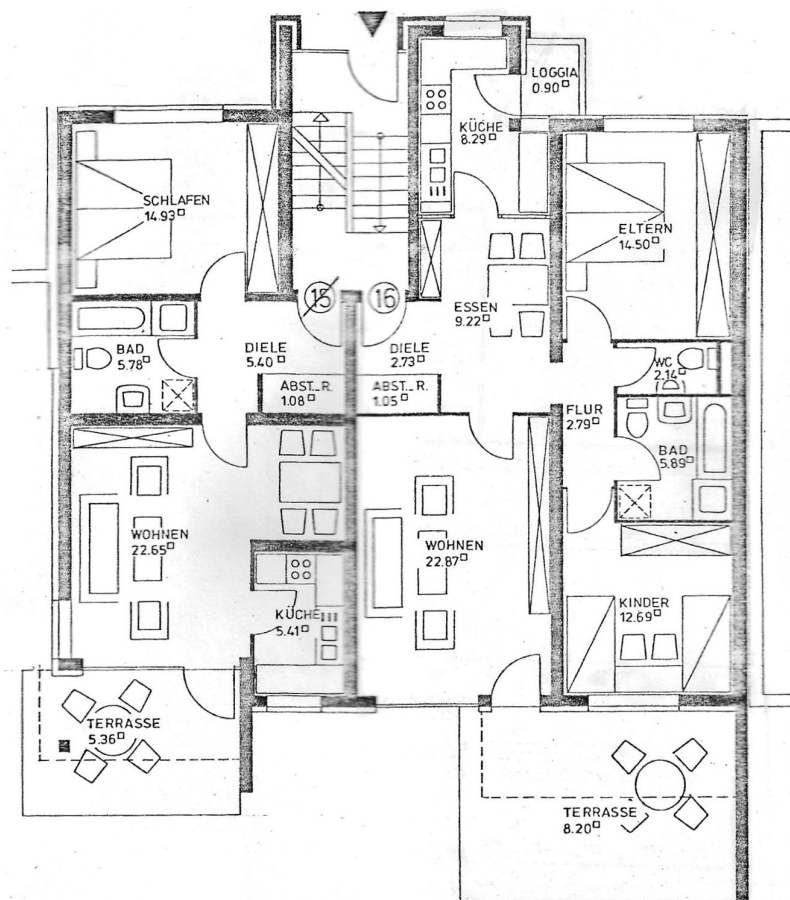 LOGGIA
0.90
KÜCHE
8.29
SCHLAFEN
14.93
ELTERN
14.50
15
16
ESSEN
9.22
BAD
5.78
DIELE
5.40
DIELE
2.73
WC
2.14
ABST_R.
1.08
ABST_R.
1.05
FLUR
2.79
BAD
5.89
WOHNEN
22.65
WOHNEN
22.87
KÜCHE
5.41
KINDER
12.69
TERRASSE
5.36
TERRASSE
8.20